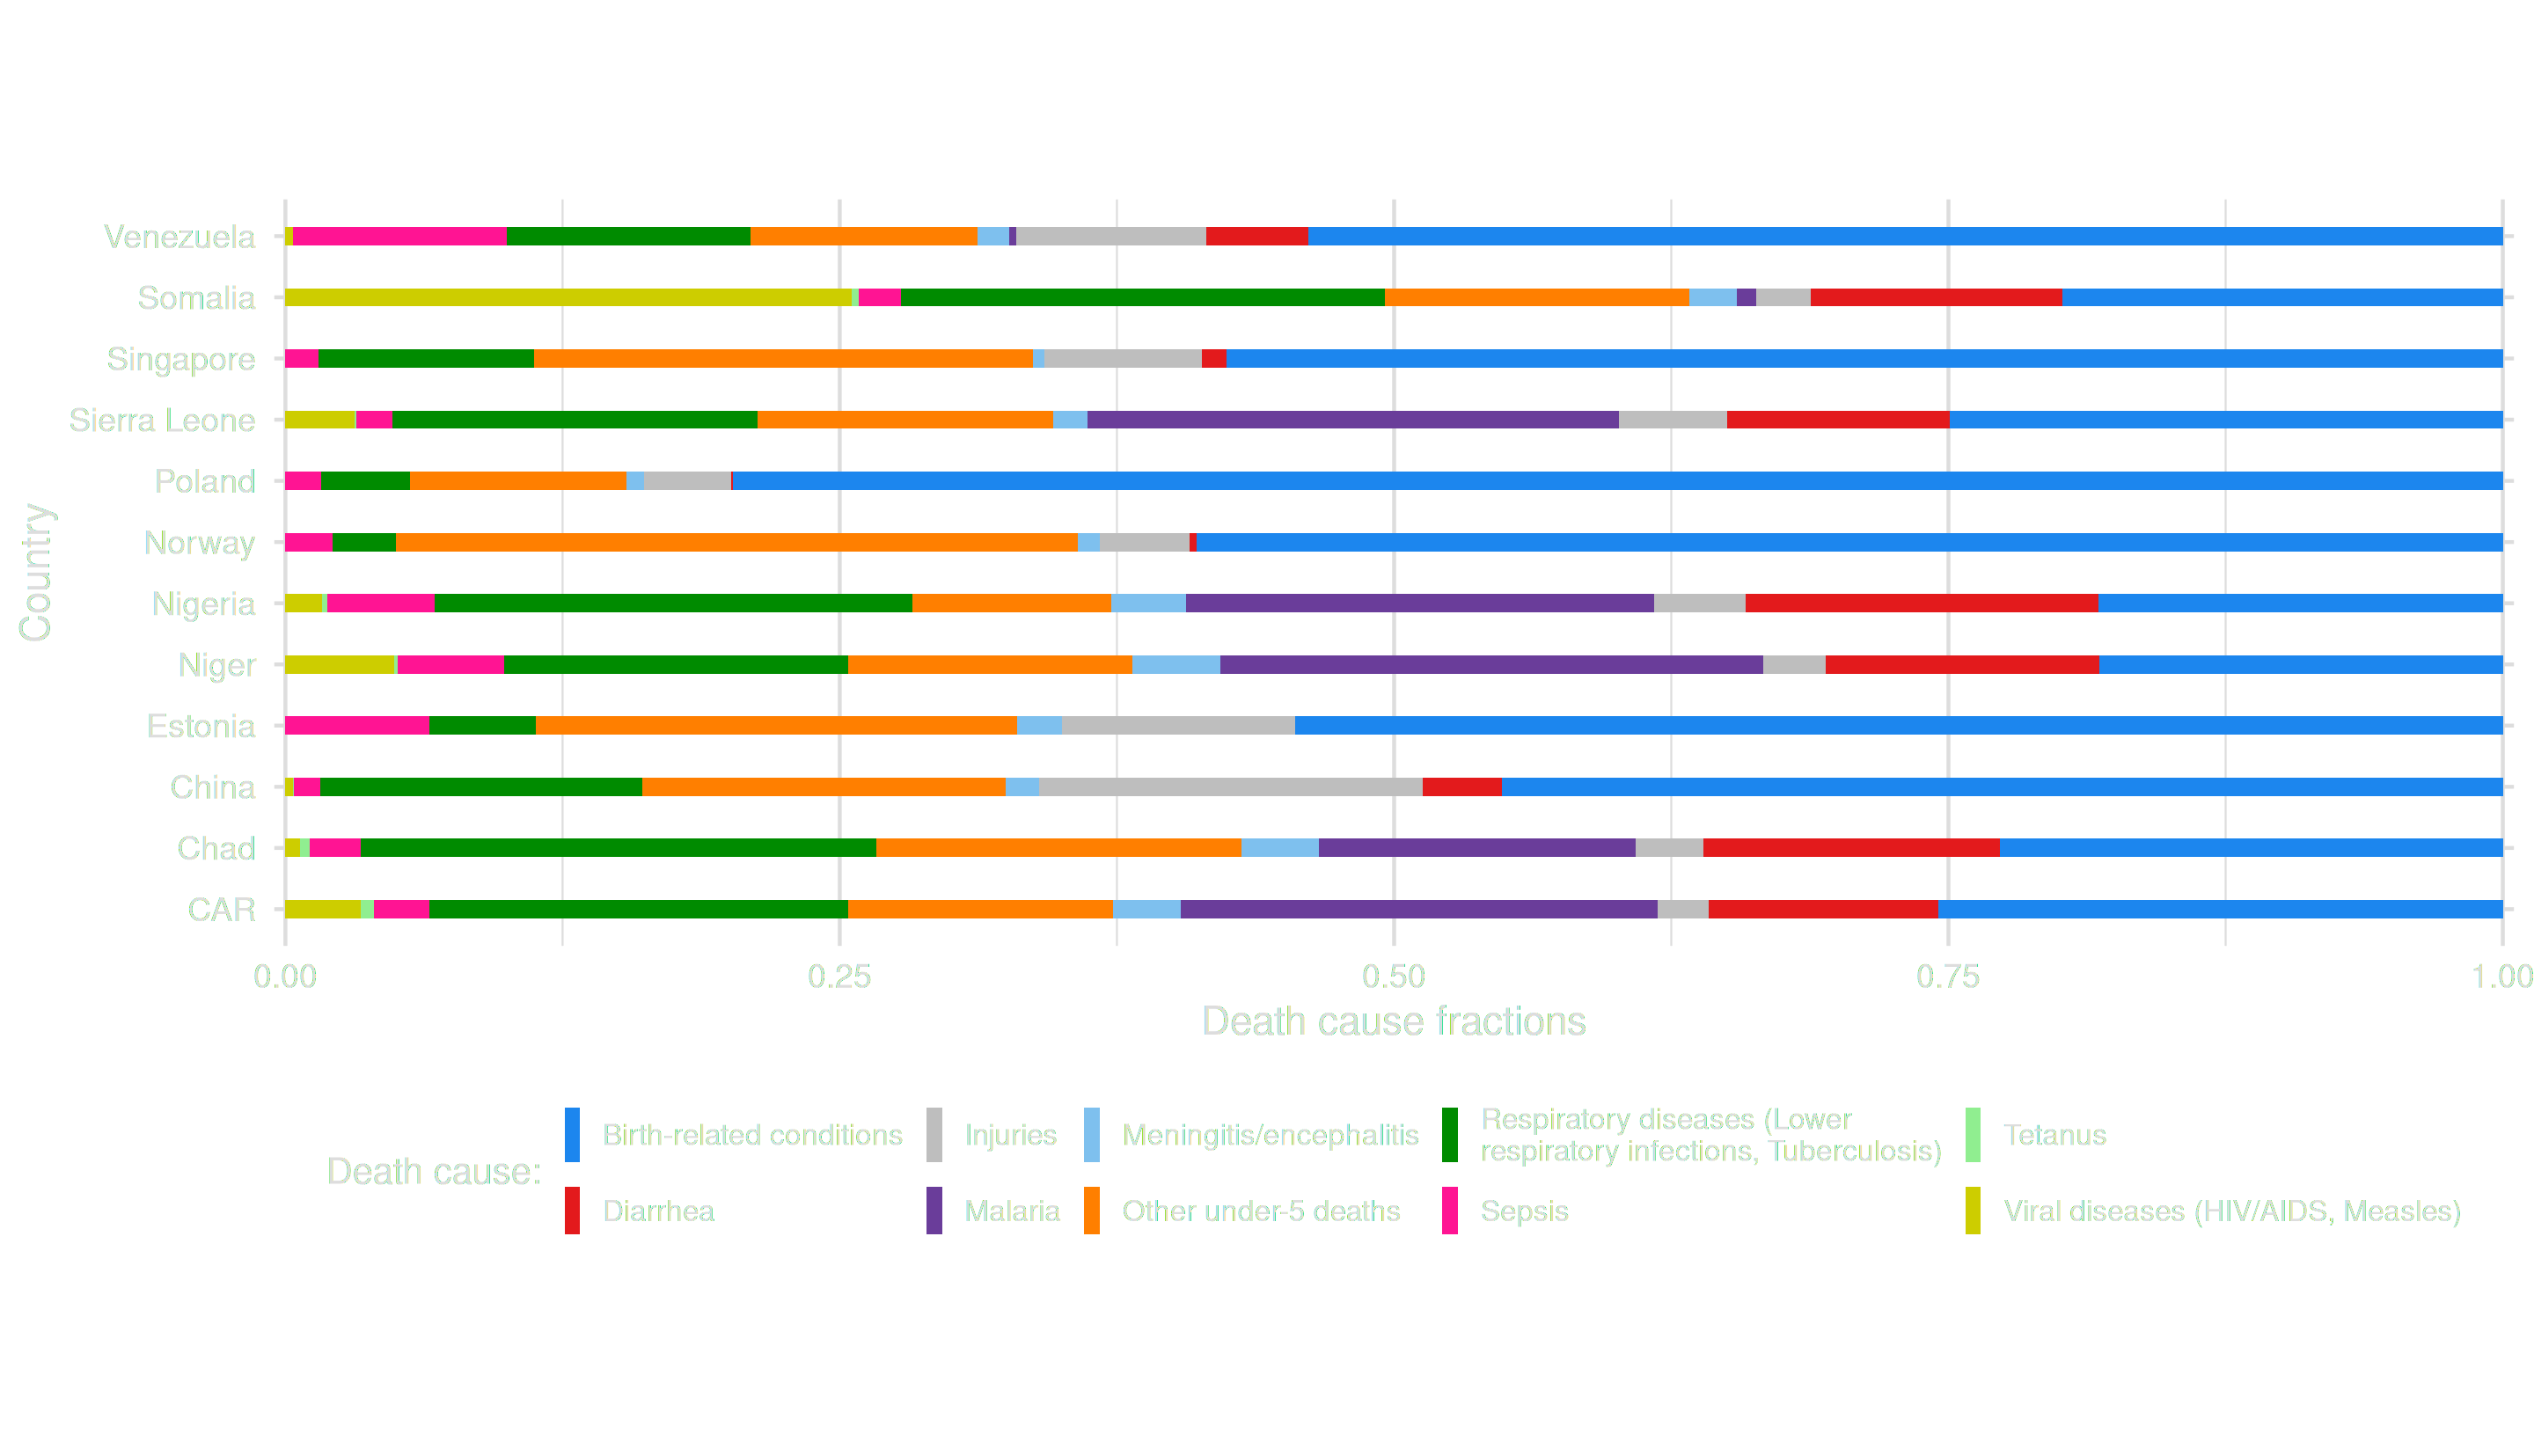 Venezuela
Somalia
Singapore
Sierra Leone
Poland
Norway
Nigeria
Niger
Estonia
China
Chad
CAR
Country
0.00 0.25 0.50 0.75 1.00
Death cause fractions
Death cause:
Birth-related conditions
Diarrhea
Injuries
Malaria
Meningitis/encephalitis
Other under-5 deaths
Respiratory diseases (Lower
respiratory infections, Tuberculosis)
Sepsis
Tetanus
Viral diseases (HIV/AIDS, Measles)